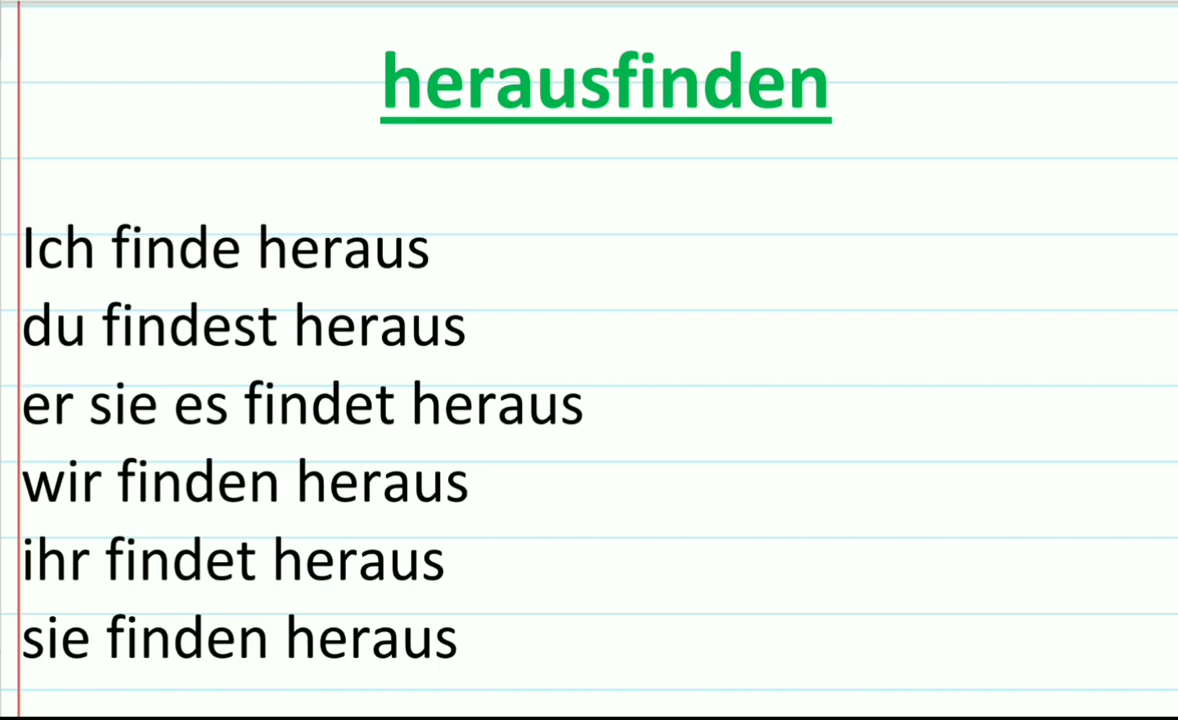 herausfinden
Ich finde heraus
du findest heraus
er sie es findet heraus
wir finden heraus
ihr findet heraus
sie finden heraus